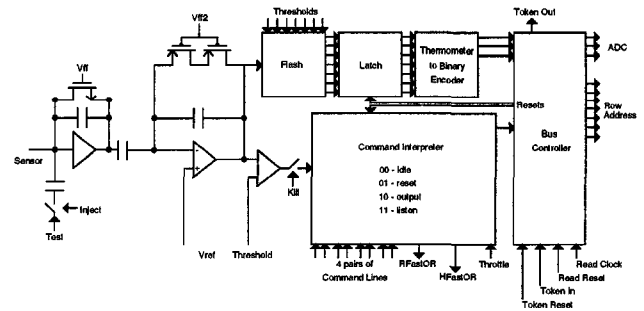 Thresholds
Vff2
Token Out
Vff
Flash
Latch
Thermometer
to Binary
Encoder
ADC
Resets
Row
Address
Bus
Controller
Sensor
Command Interpreter
00 - idle
01 - reset
10 - output
11 - listen
-
+
Kill
Inject
Test
Vref
Threshold
4 pairs of
Command Lines
RFastOR
HFastOR
Throttle
Read Clock
Read Reset
Token In
Token Reset